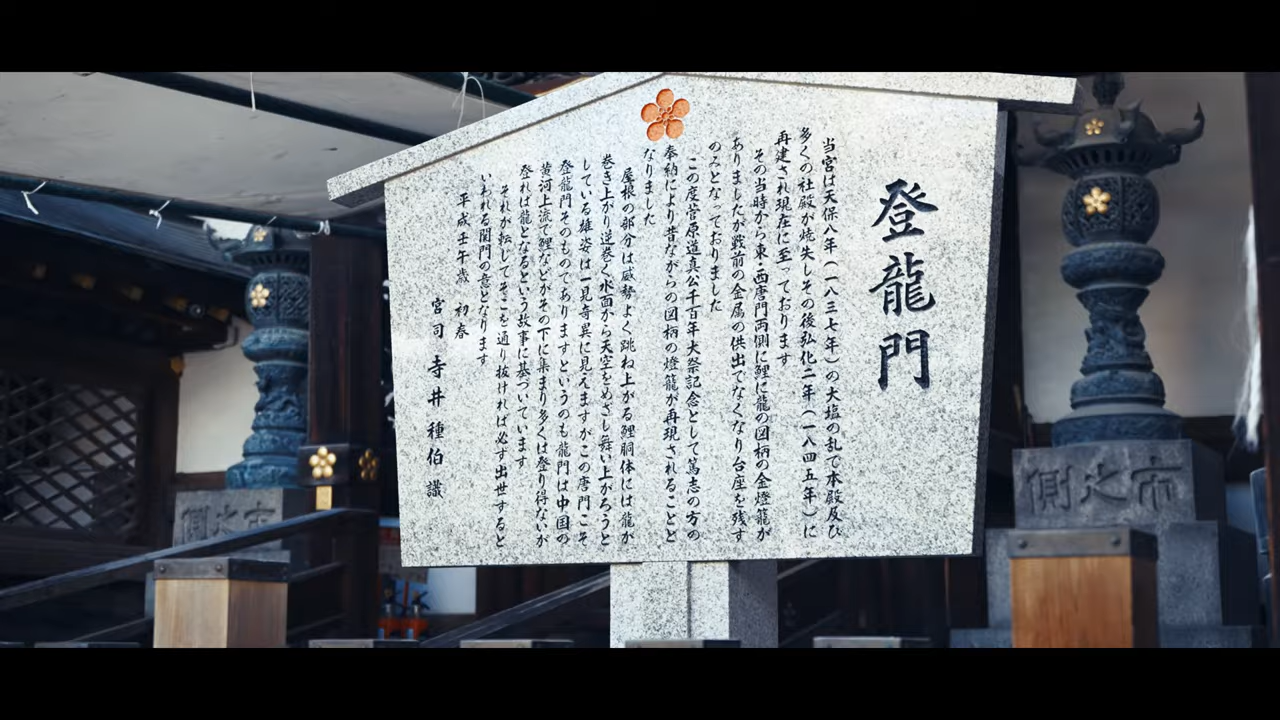 登龍門
当宮は天保八年(一八三七年)の大塩の乱で本殿及び
多くの社殿が焼失しその後弘化二年(一八四五年)に
再建され現在に至っております
その当時から東・西唐門両側に鯉に龍の図柄の金燈籠が
ありましたが戦前の金属の供出でなくなり台座を残す
のみとなっておりました
この度菅原道真公千百年大祭記念として篤志の方の
奉納により昔ながらの図柄の燈籠が再現されることと
なりました
屋根の部分は威勢よく跳ね上がる鯉胴体には龍が
巻き上がり逆巻く水面から天空をめざし舞い上がろうと
している雄姿は一見奇異に見えますがこの唐門こそ
登龍門そのものでありますというのも龍門は中国の
黄河上流で鯉などがその下に集まり多くは登り得ないが
登れば龍となるという故事に基づいています
それが転じてそこを通り抜ければ必ず出世すると
いわれる関門の意となります
平成壬午歳 初春
宮司 寺井種伯 識
市之側
市之側